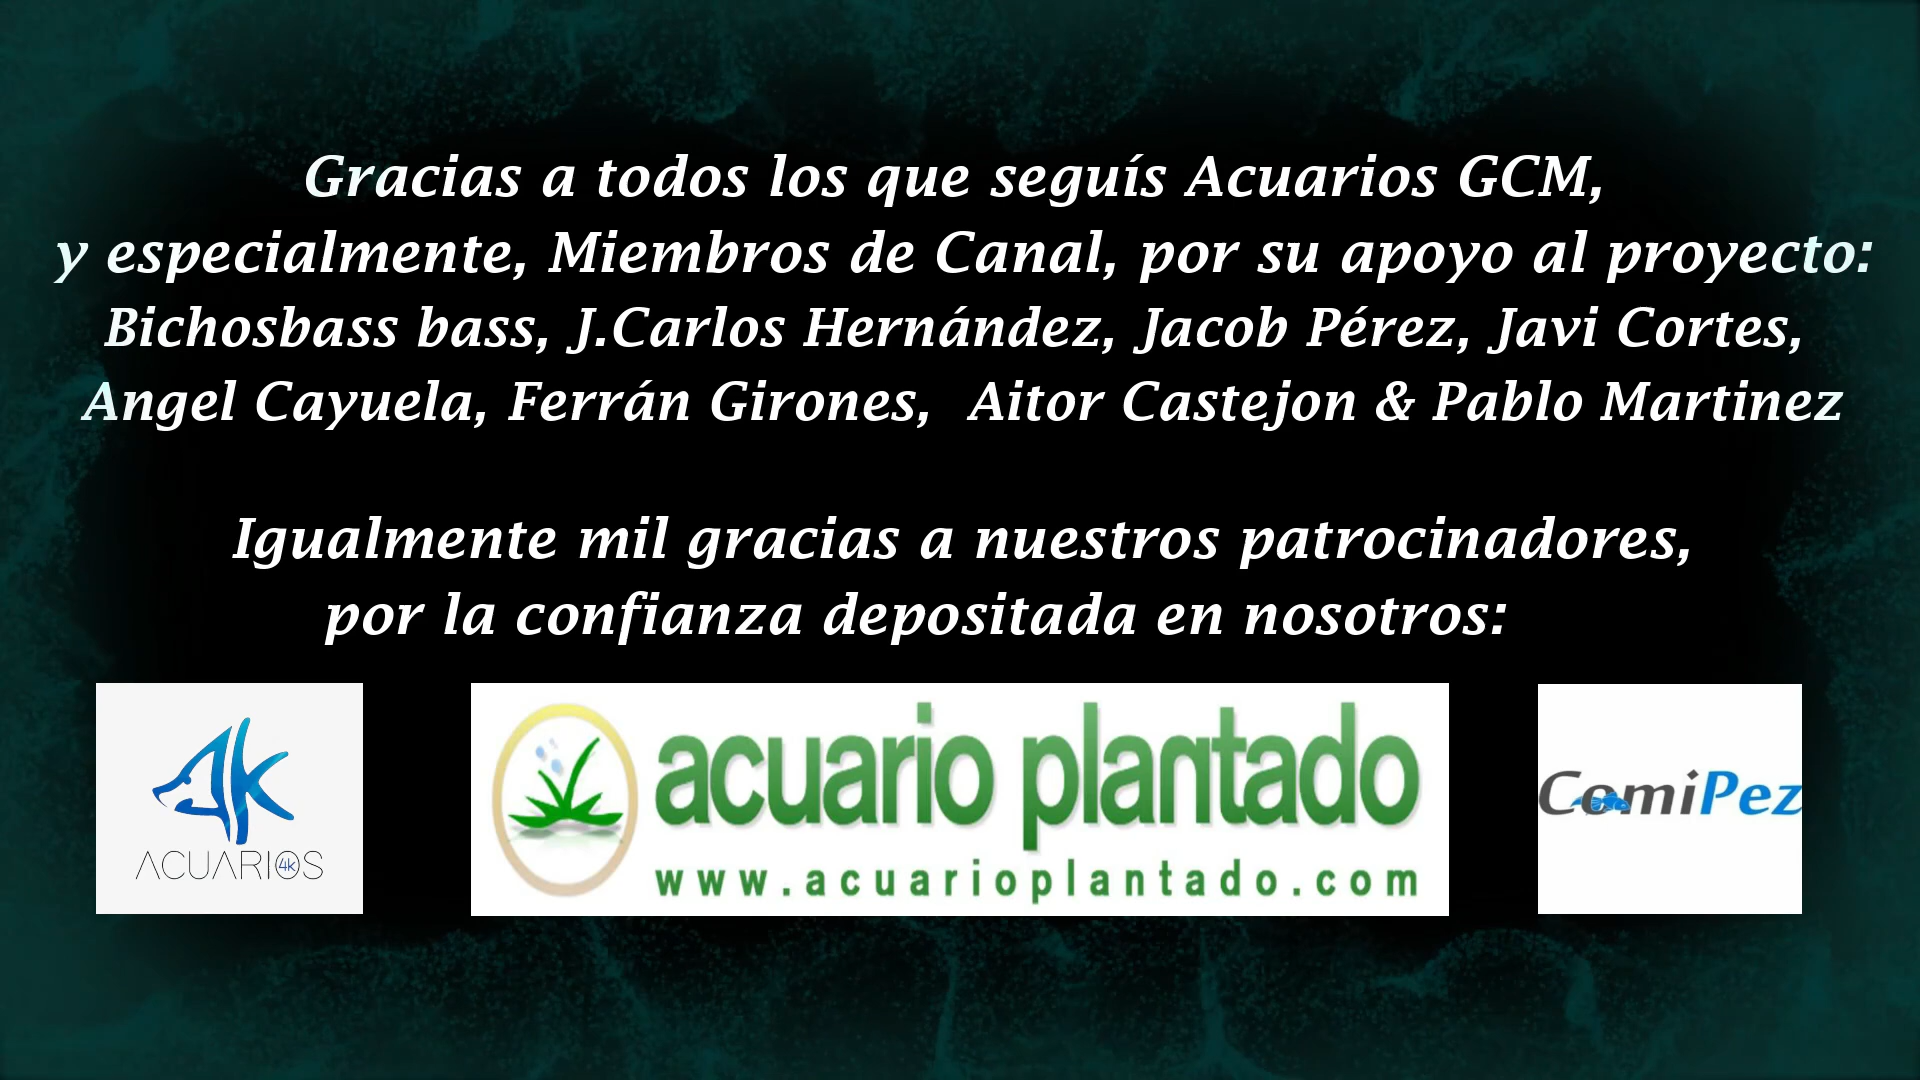 Gracias a todos los que seguís Acuarios GCM,
y especialmente, Miembros de Canal, por su apoyo al proyecto:
Bichosbass bass, J.Carlos Hernández, Jacob Pérez, Javi Cortes,
Angel Cayuela, Ferrán Girones, Aitor Castejon & Pablo Martinez
Igualmente mil gracias a nuestros patrocinadores,
por la confianza depositada en nosotros:
4k
ACUARIOS 4k
acuario plantado
www.acuarioplantado.com
ComiPez